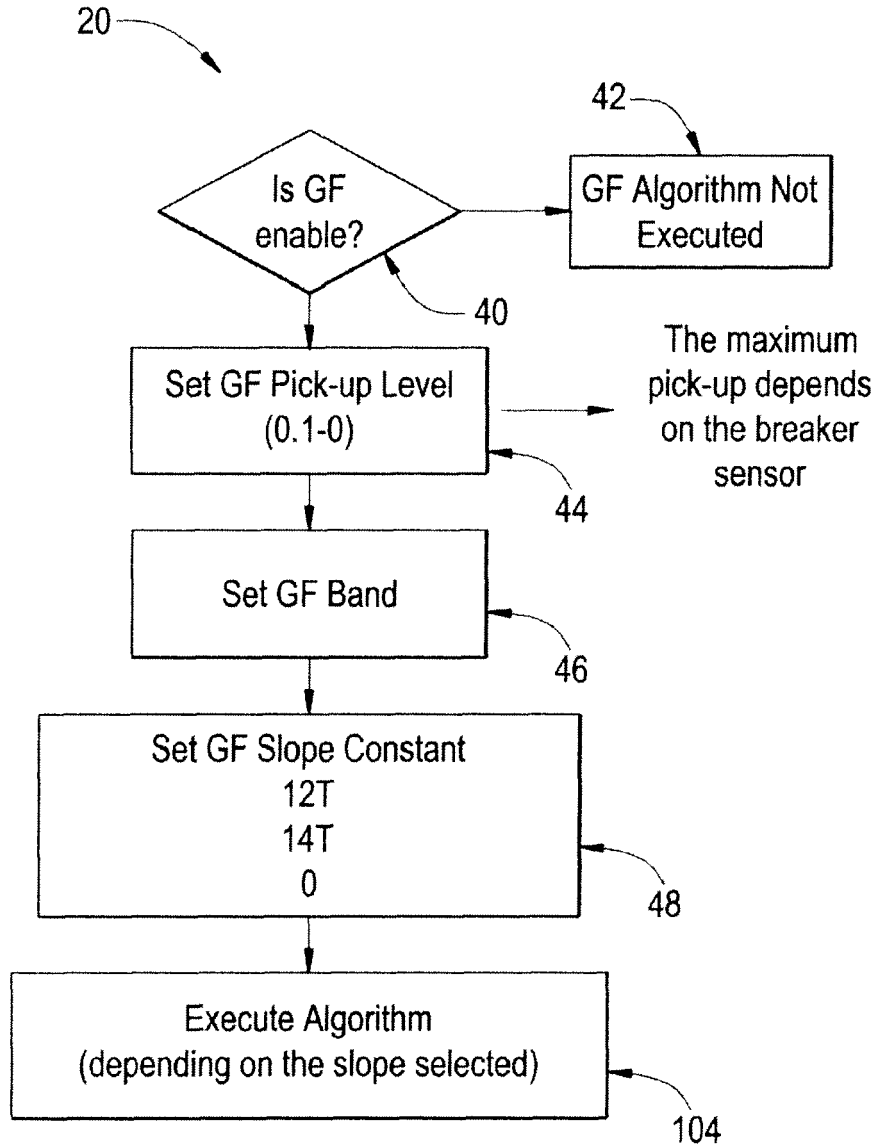 20
42
Is GF
enable?
GF Algorithm Not
Executed
40
Set GF Pick-up Level
(0.1-0)
The maximum
pick-up depends
on the breaker
sensor
44
Set GF Band
46
Set GF Slope Constant
12T
14T
0
48
Execute Algorithm
(depending on the slope selected)
104